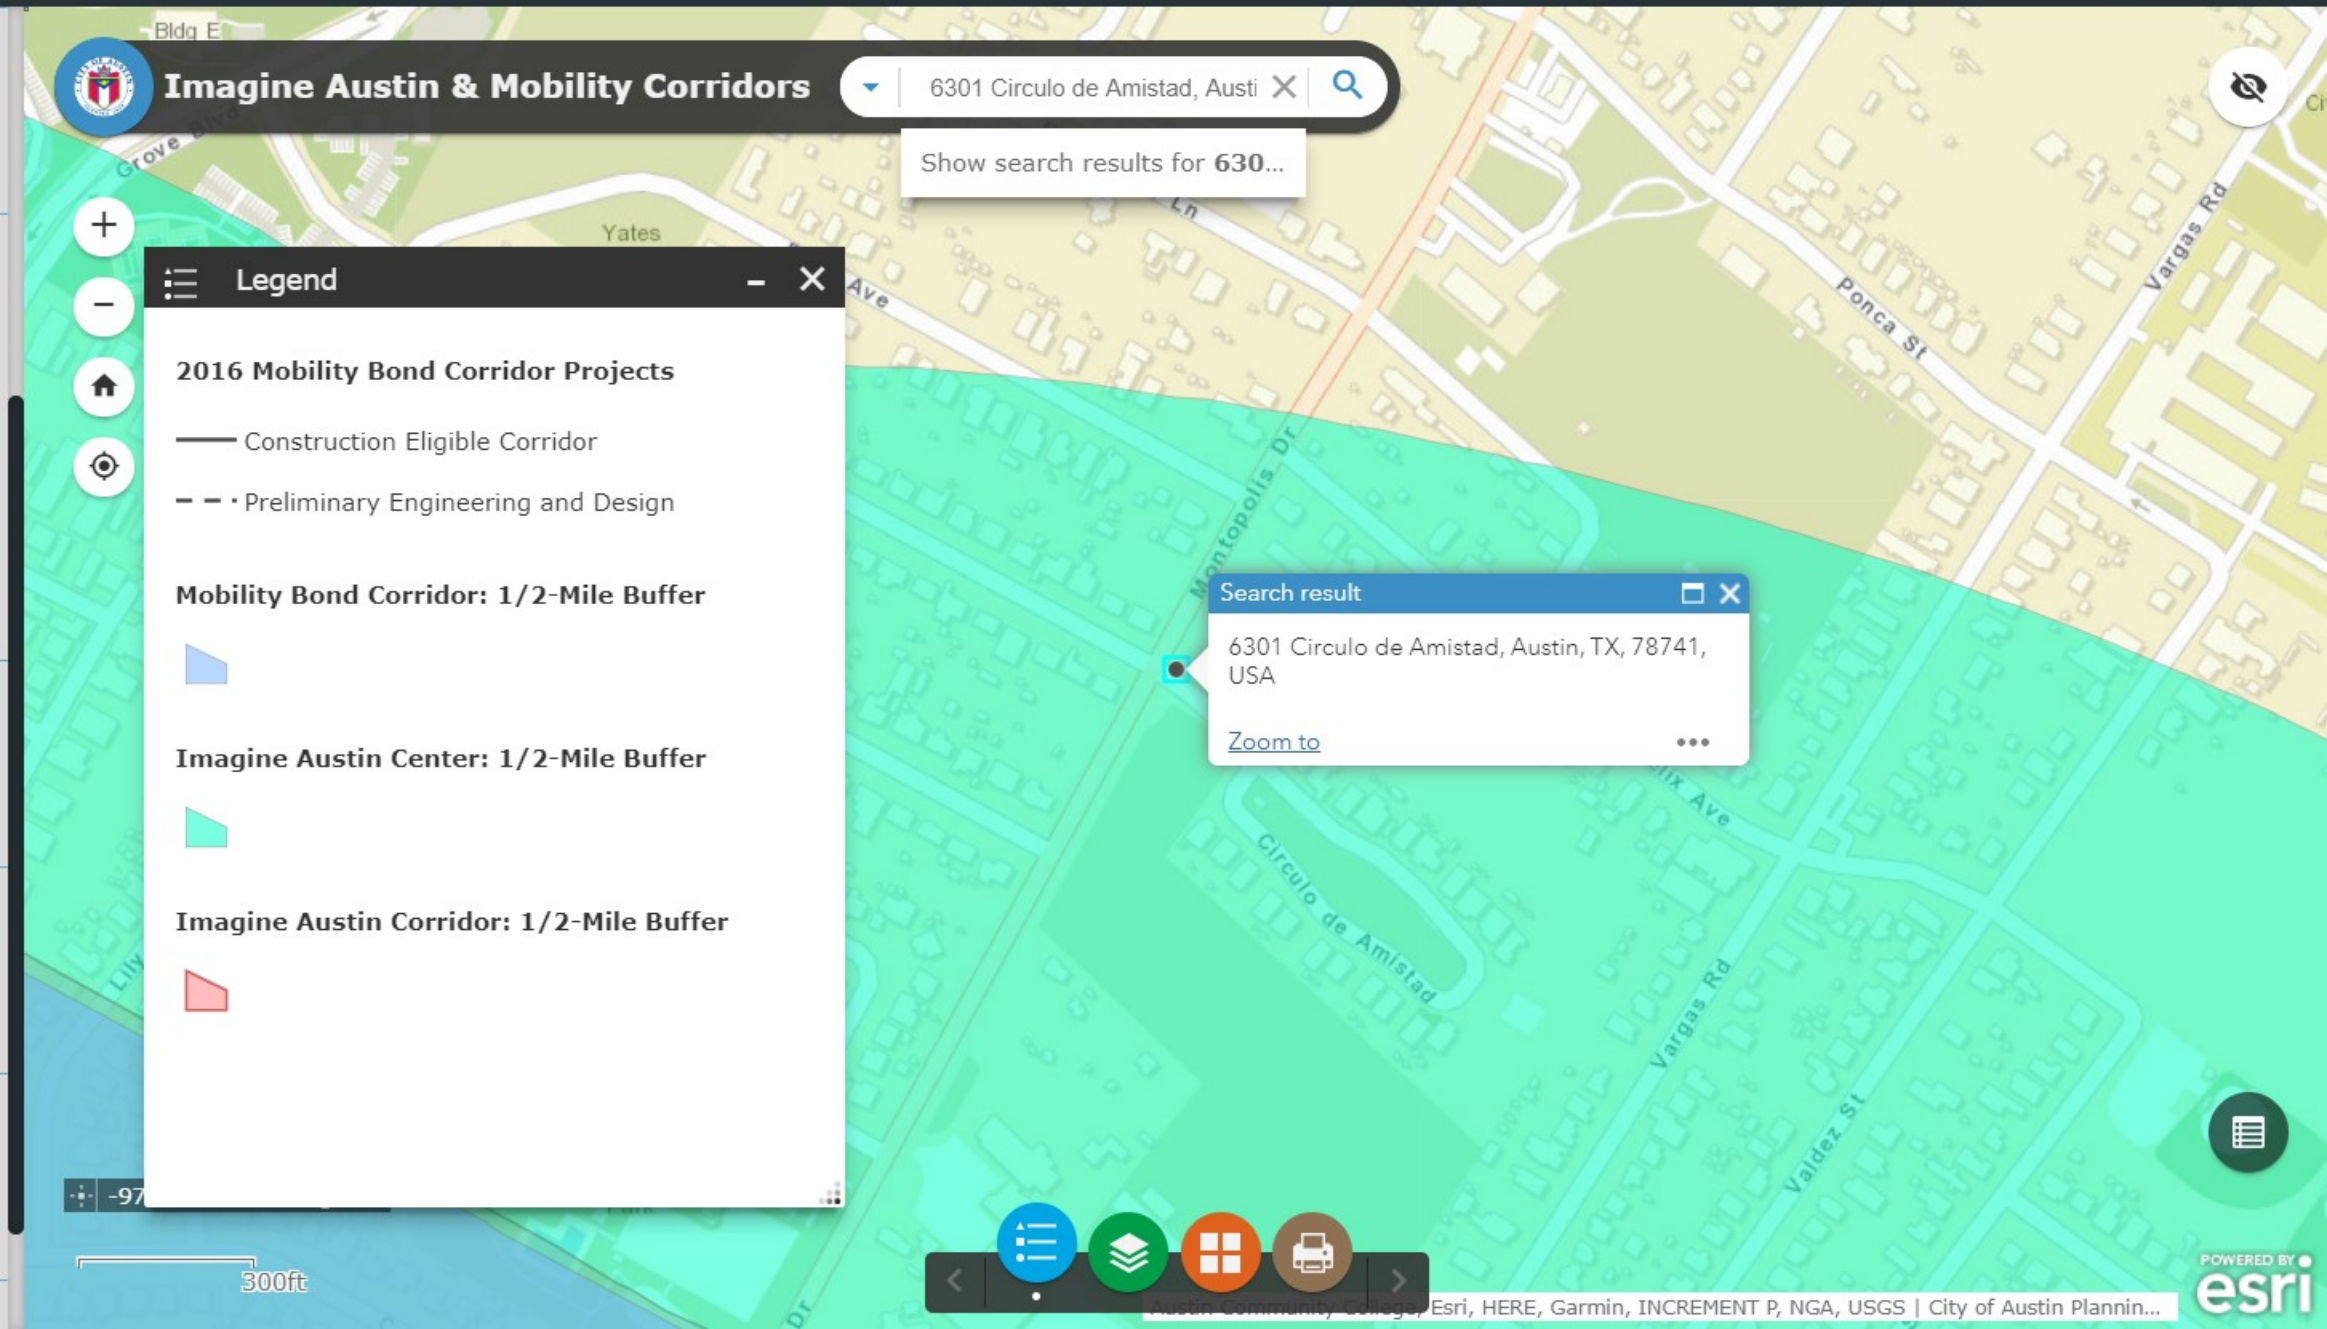 Bldg E
Imagine Austin & Mobility Corridors
6301 Circulo de Amistad, Austi
Show search results for 630...
Grove Blvd
Yates
Ln
Ave
Vargas Rd
Ponca St
Legend
2016 Mobility Bond Corridor Projects
Construction Eligible Corridor
Preliminary Engineering and Design
Mobility Bond Corridor: 1/2-Mile Buffer
Imagine Austin Center: 1/2-Mile Buffer
Imagine Austin Corridor: 1/2-Mile Buffer
Montopolis Dr
Search result
6301 Circulo de Amistad, Austin, TX, 78741,
USA
Zoom to
Circulo de Amistad
Vargas Rd
Valdez St
Lily
-97
300ft
Dr
Austin Community College, Esri, HERE, Garmin, INCREMENT P, NGA, USGS | City of Austin Plannin...
POWERED BY
esri